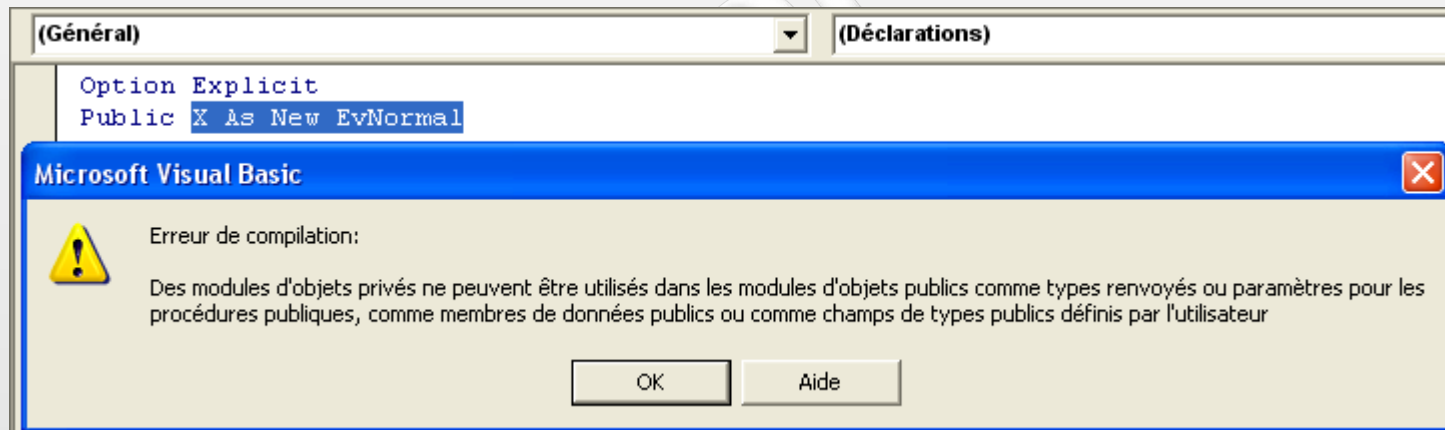 (Général) (Déclarations)
Option Explicit
Public X As New EvNormal
Microsoft Visual Basic
Erreur de compilation:
Des modules d'objets privés ne peuvent être utilisés dans les modules d'objets publics comme types renvoyés ou paramètres pour les
procédures publiques, comme membres de données publics ou comme champs de types publics définis par l'utilisateur
OK Aide